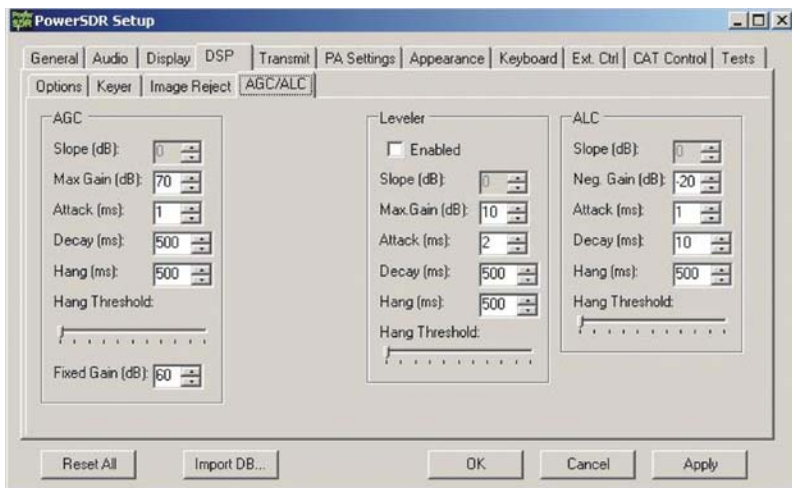 PowerSDR Setup
General Audio Display DSP Transmit PA Settings Appearance Keyboard Ext. Ctrl CAT Control Tests
Options Keyer Image Reject AGC/ALC
AGC
Slope (dB): 0
Max Gain (dB): 70
Attack (ms): 1
Decay (ms): 500
Hang (ms): 500
Hang Threshold:
Fixed Gain (dB): 60
Leveler
Enabled
Slope (dB): 0
Max.Gain (dB): 10
Attack (ms): 2
Decay (ms): 500
Hang (ms): 500
Hang Threshold:
ALC
Slope (dB): 0
Neg. Gain (dB): -20
Attack (ms): 1
Decay (ms): 10
Hang (ms): 500
Hang Threshold:
Reset All Import DB... OK Cancel Apply